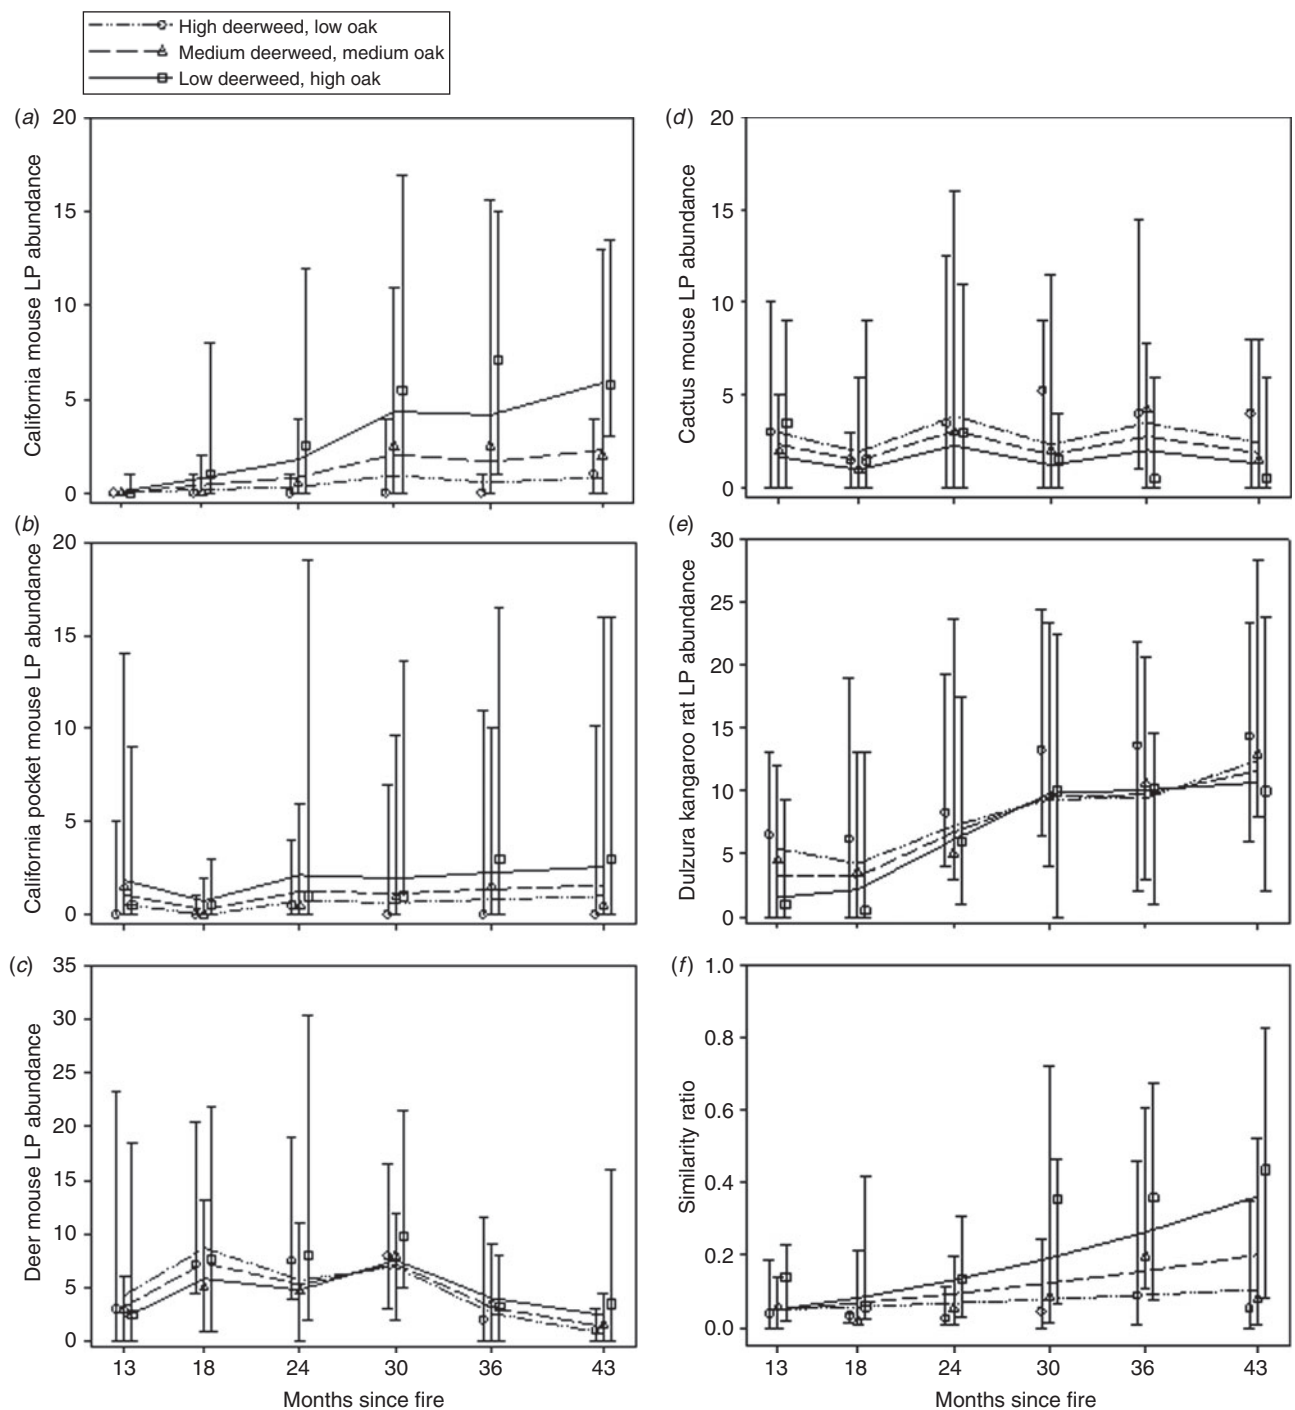 High deerweed, low oak
Medium deerweed, medium oak
Low deerweed, high oak
(a)
California mouse LP abundance
20
15
10
5
0
(d)
Cactus mouse LP abundance
20
15
10
5
0
(b)
California pocket mouse LP abundance
20
15
10
5
0
(e)
Dulzura kangaroo rat LP abundance
30
25
20
15
10
5
0
(c)
Deer mouse LP abundance
35
30
25
20
15
10
5
0
13 18 24 30 36 43
Months since fire
(f)
Similarity ratio
1.0
0.8
0.6
0.4
0.2
0.0
13 18 24 30 36 43
Months since fire